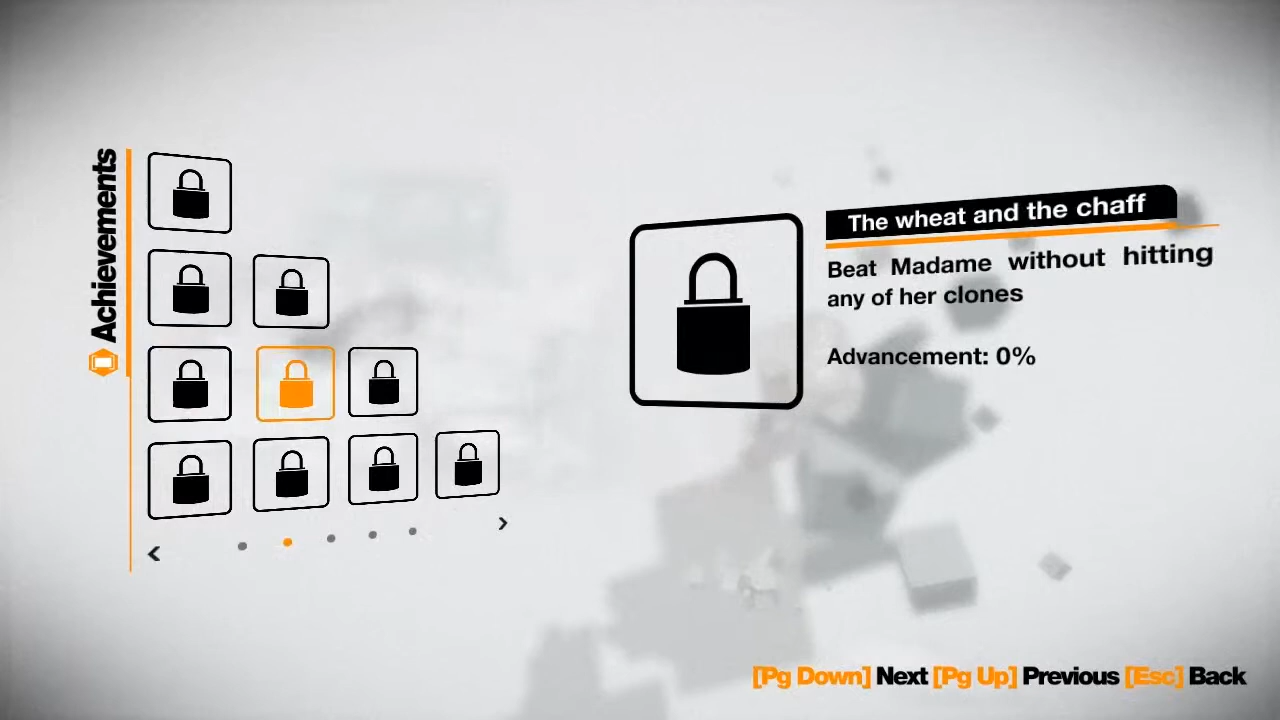 Achievements
The wheat and the chaff
Beat Madame without hitting
any of her clones
Advancement: 0%
[Pg Down] Next [Pg Up] Previous [Esc] Back